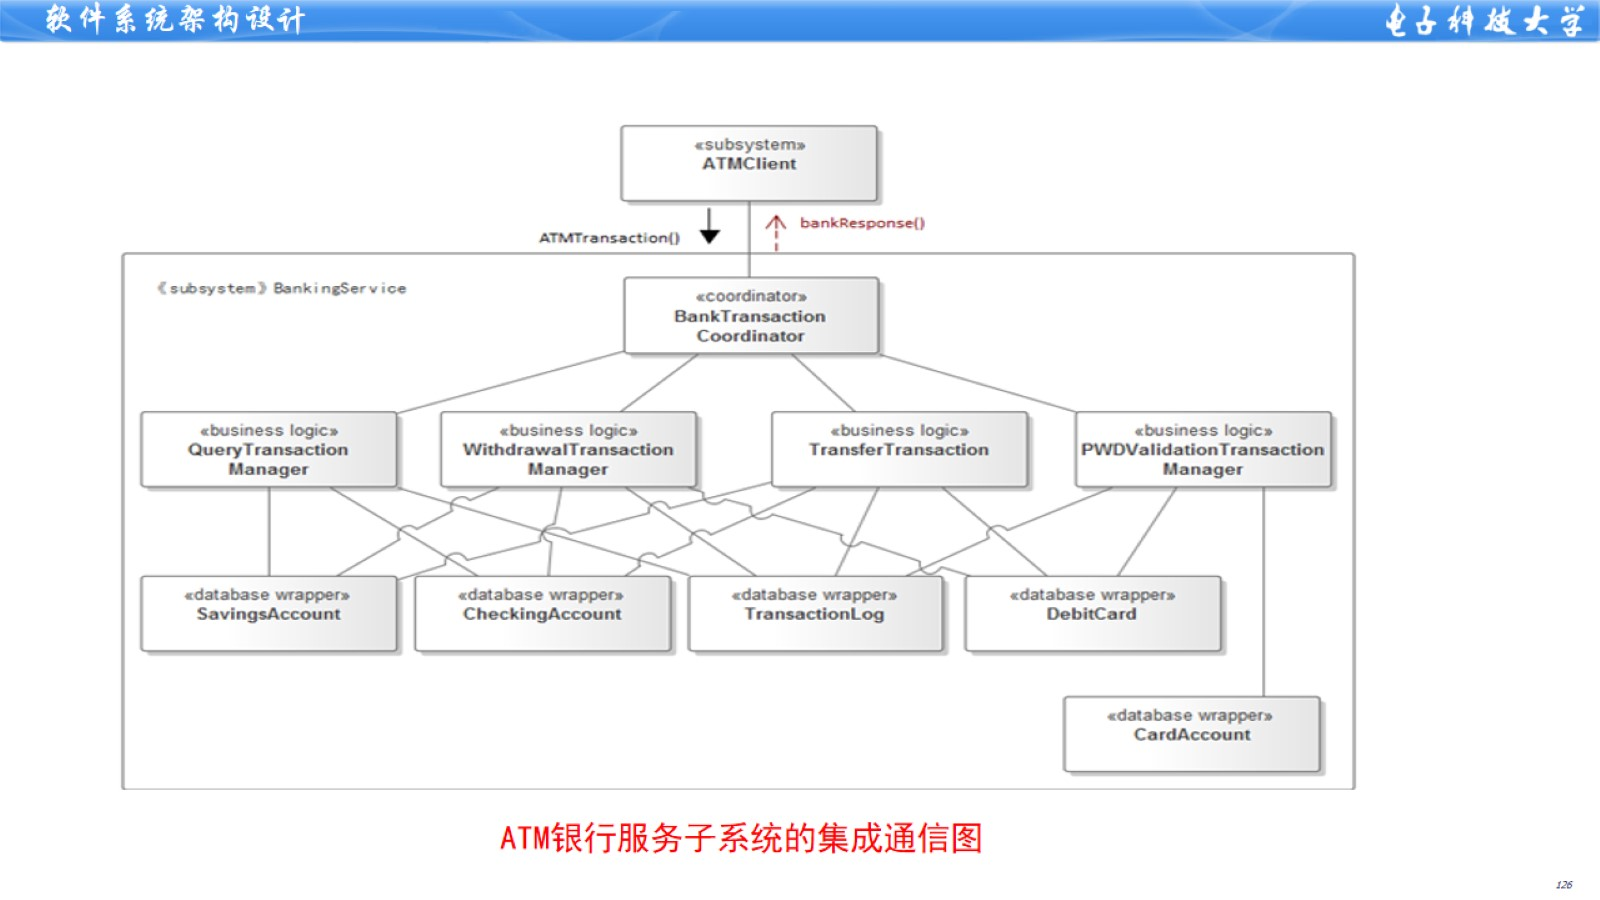 软件系统架构设计
电子科技大学
«subsystem»
ATMClient
ATMTransaction()
bankResponse()
《subsystem》BankingService
«coordinator»
BankTransaction
Coordinator
«business logic»
QueryTransaction
Manager
«business logic»
WithdrawalTransaction
Manager
«business logic»
TransferTransaction
«business logic»
PWDValidationTransaction
Manager
«database wrapper»
SavingsAccount
«database wrapper»
CheckingAccount
«database wrapper»
TransactionLog
«database wrapper»
DebitCard
«database wrapper»
CardAccount
ATM银行服务子系统的集成通信图
126